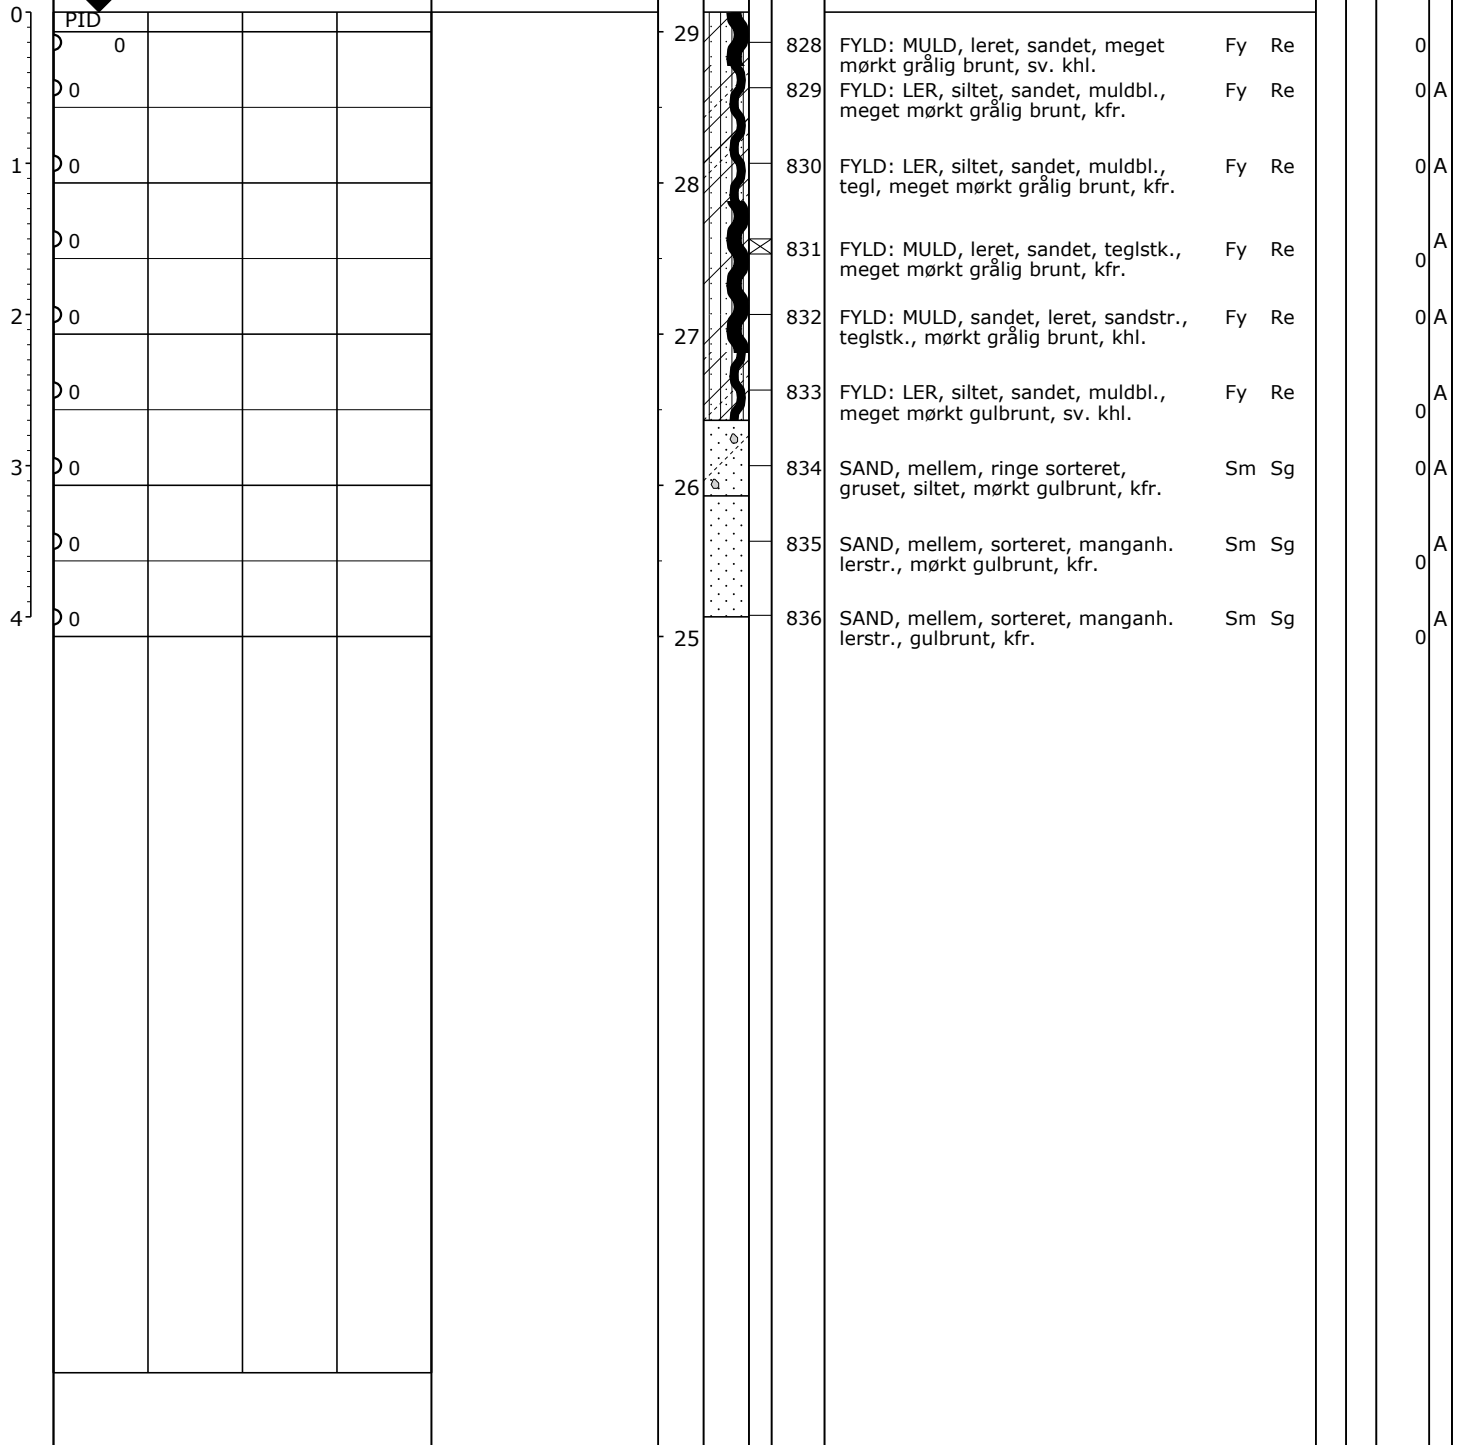 0 PID
0 29 828 FYLD: MULD, leret, sandet, meget Fy Re 0
mørkt grålig brunt, sv. khl.
0 829 FYLD: LER, siltet, sandet, muldbl., Fy Re 0 A
meget mørkt grålig brunt, kfr.
1 0 28 830 FYLD: LER, siltet, sandet, muldbl., Fy Re 0 A
tegl, meget mørkt grålig brunt, kfr.
0 831 FYLD: MULD, leret, sandet, teglstk., Fy Re A
meget mørkt grålig brunt, kfr. 0
2 0 27 832 FYLD: MULD, sandet, leret, sandstr., Fy Re 0 A
teglstk., mørkt grålig brunt, khl.
0 833 FYLD: LER, siltet, sandet, muldbl., Fy Re A
meget mørkt gulbrunt, sv. khl. 0
3 0 26 834 SAND, mellem, ringe sorteret, Sm Sg 0 A
gruset, siltet, mørkt gulbrunt, kfr.
0 835 SAND, mellem, sorteret, manganh. Sm Sg A
lerstr., mørkt gulbrunt, kfr. 0
4 0 836 SAND, mellem, sorteret, manganh. Sm Sg A
25 lerstr., gulbrunt, kfr. 0